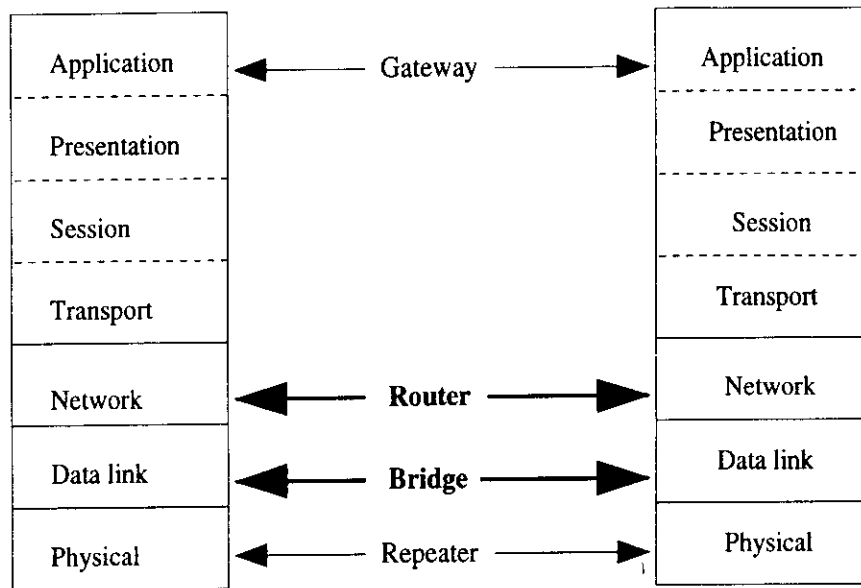 Application Gateway Application
Presentation Presentation
Session Session
Transport Transport
Network Router Network
Data link Bridge Data link
Physical Repeater Physical